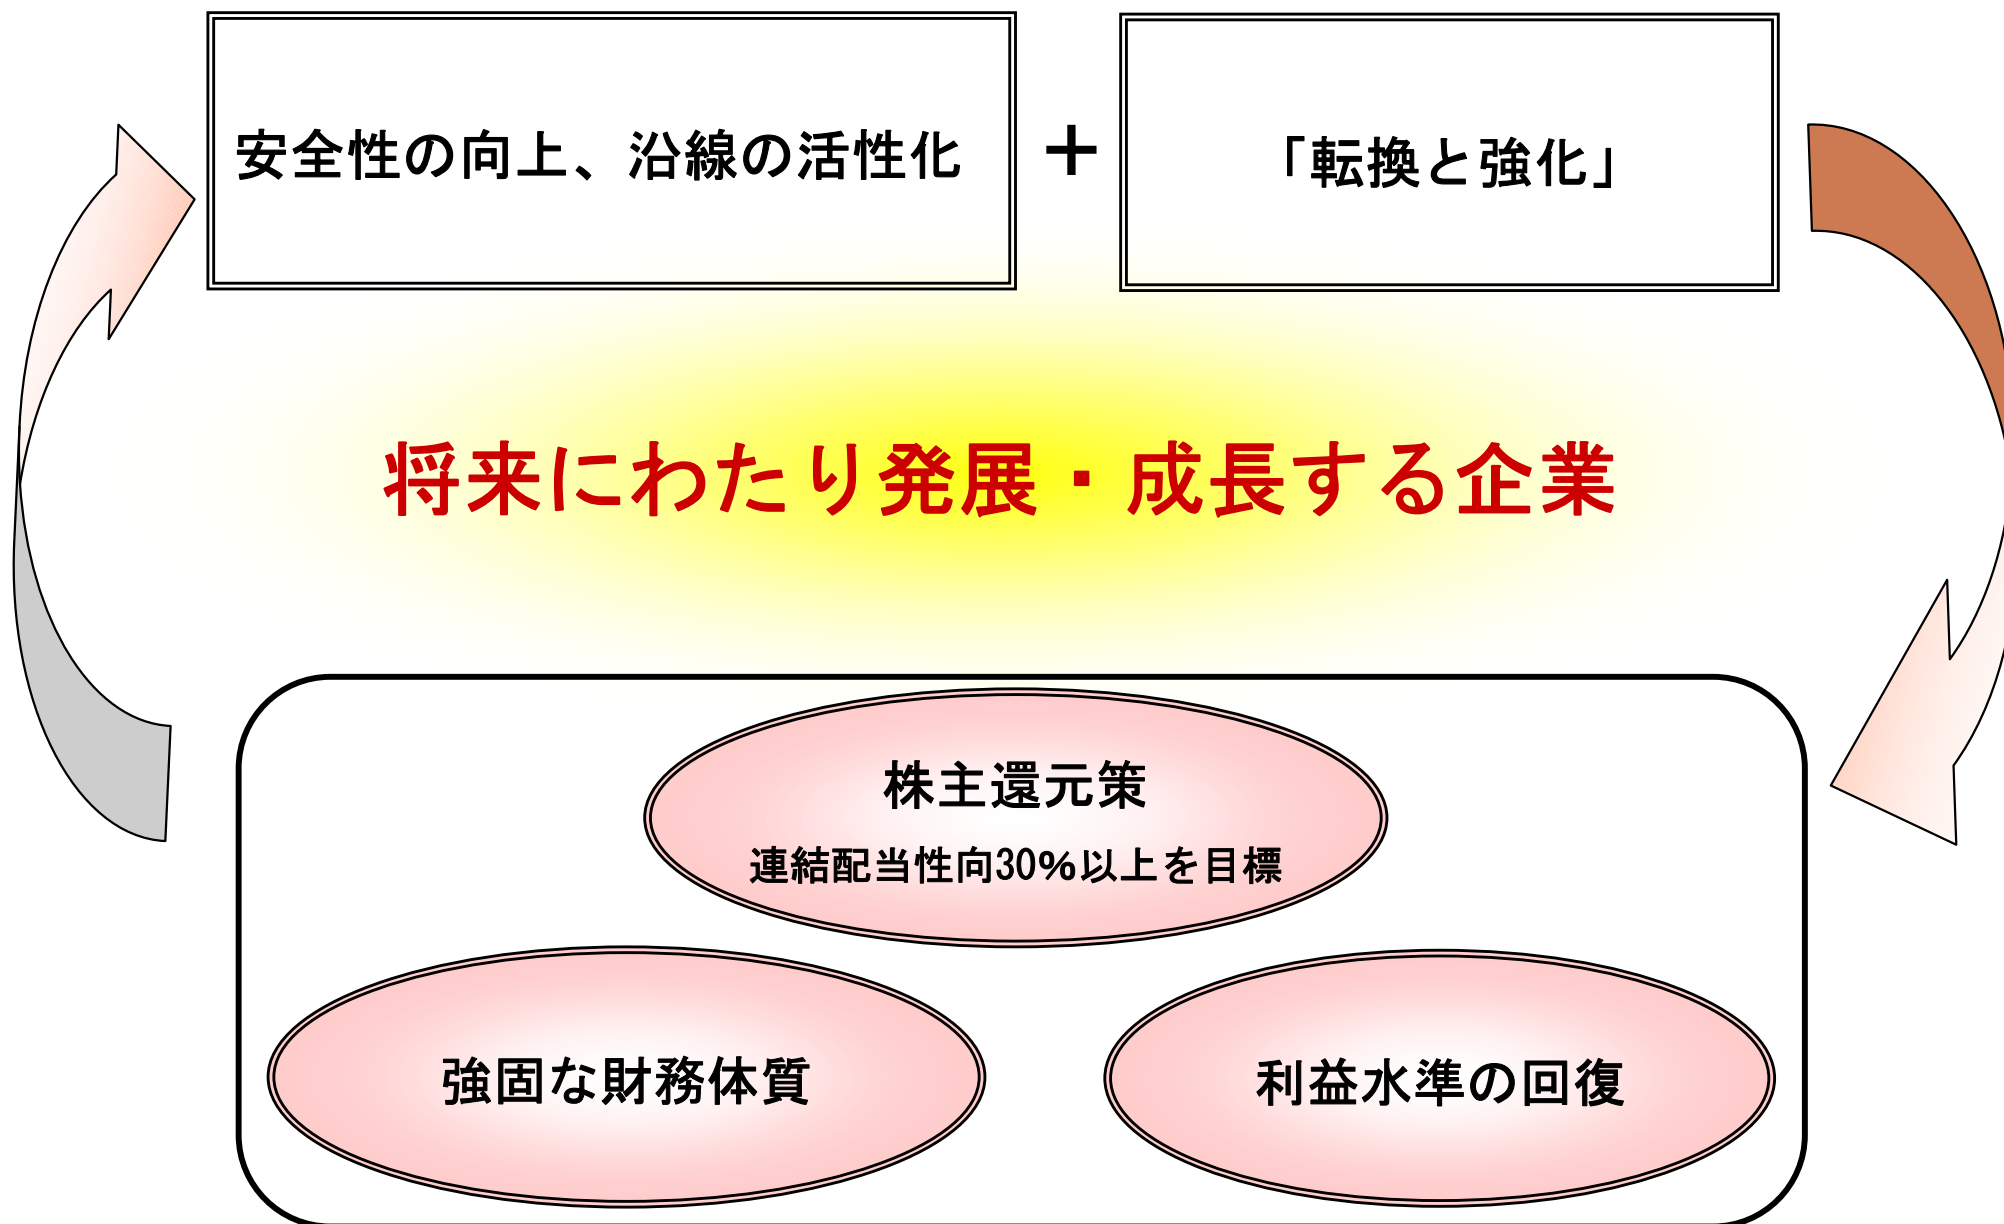 安全性の向上、沿線の活性化
+
「転換と強化」
将来にわたり発展・成長する企業
株主還元策
連結配当性向30%以上を目標
強固な財務体質
利益水準の回復